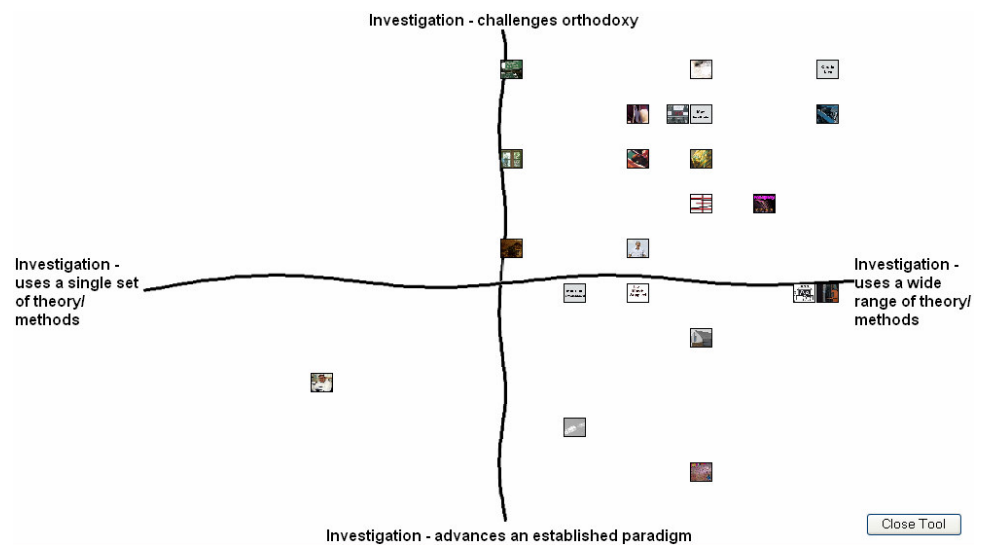 Investigation - challenges orthodoxy
Investigation -
uses a single set
of theory/
methods
Investigation -
uses a wide
range of theory/
methods
Investigation - advances an established paradigm
Close Tool